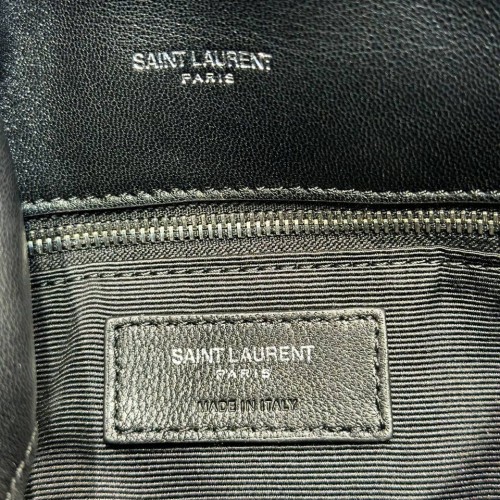 SAINT LAURENT
PARIS
SAINT LAURENT
PARIS
MADE IN ITALY